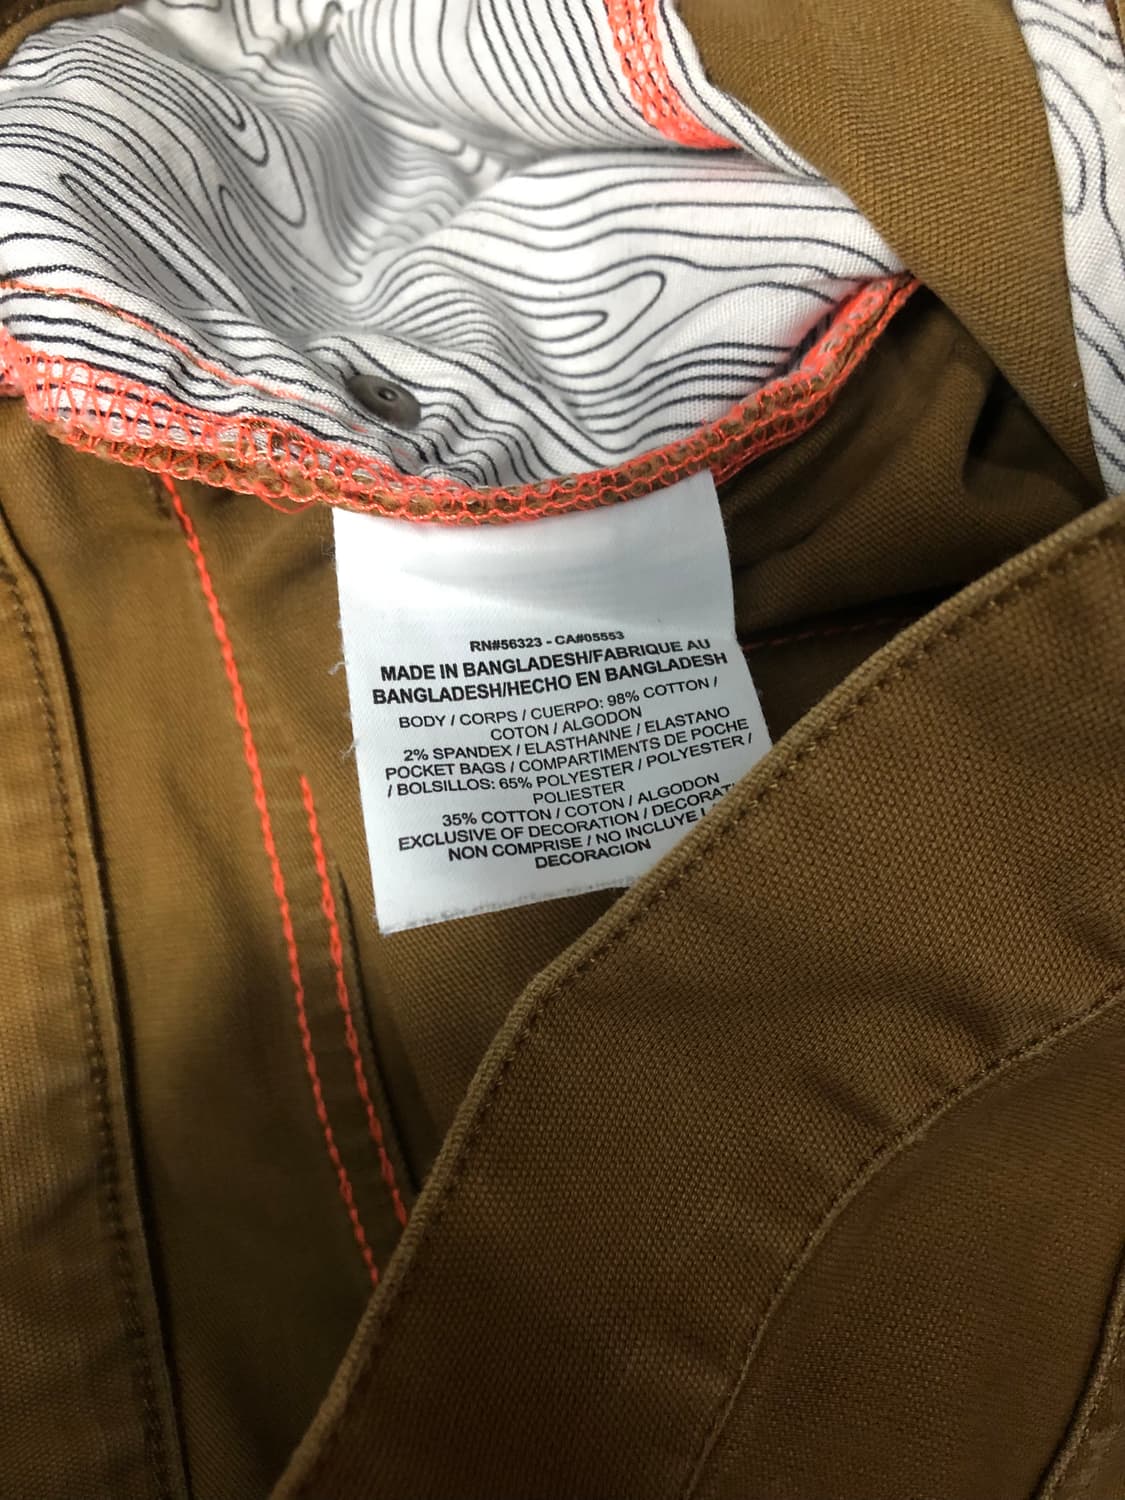 RN#56323 - CA#05553
MADE IN BANGLADESH/FABRIQUE AU
BANGLADESH/HECHO EN BANGLADESH
BODY / CORPS / CUERPO: 98% COTTON /
COTON / ALGODON
2% SPANDEX / ELASTHANNE / ELASTANO
POCKET BAGS / COMPARTIMENTS DE POCHE
/ BOLSILLOS: 65% POLYESTER / POLYESTER /
POLIESTER
35% COTTON / COTON / ALGODON
EXCLUSIVE OF DECORATION / DECORAT
NON COMPRISE / NO INCLUYE
DECORACION